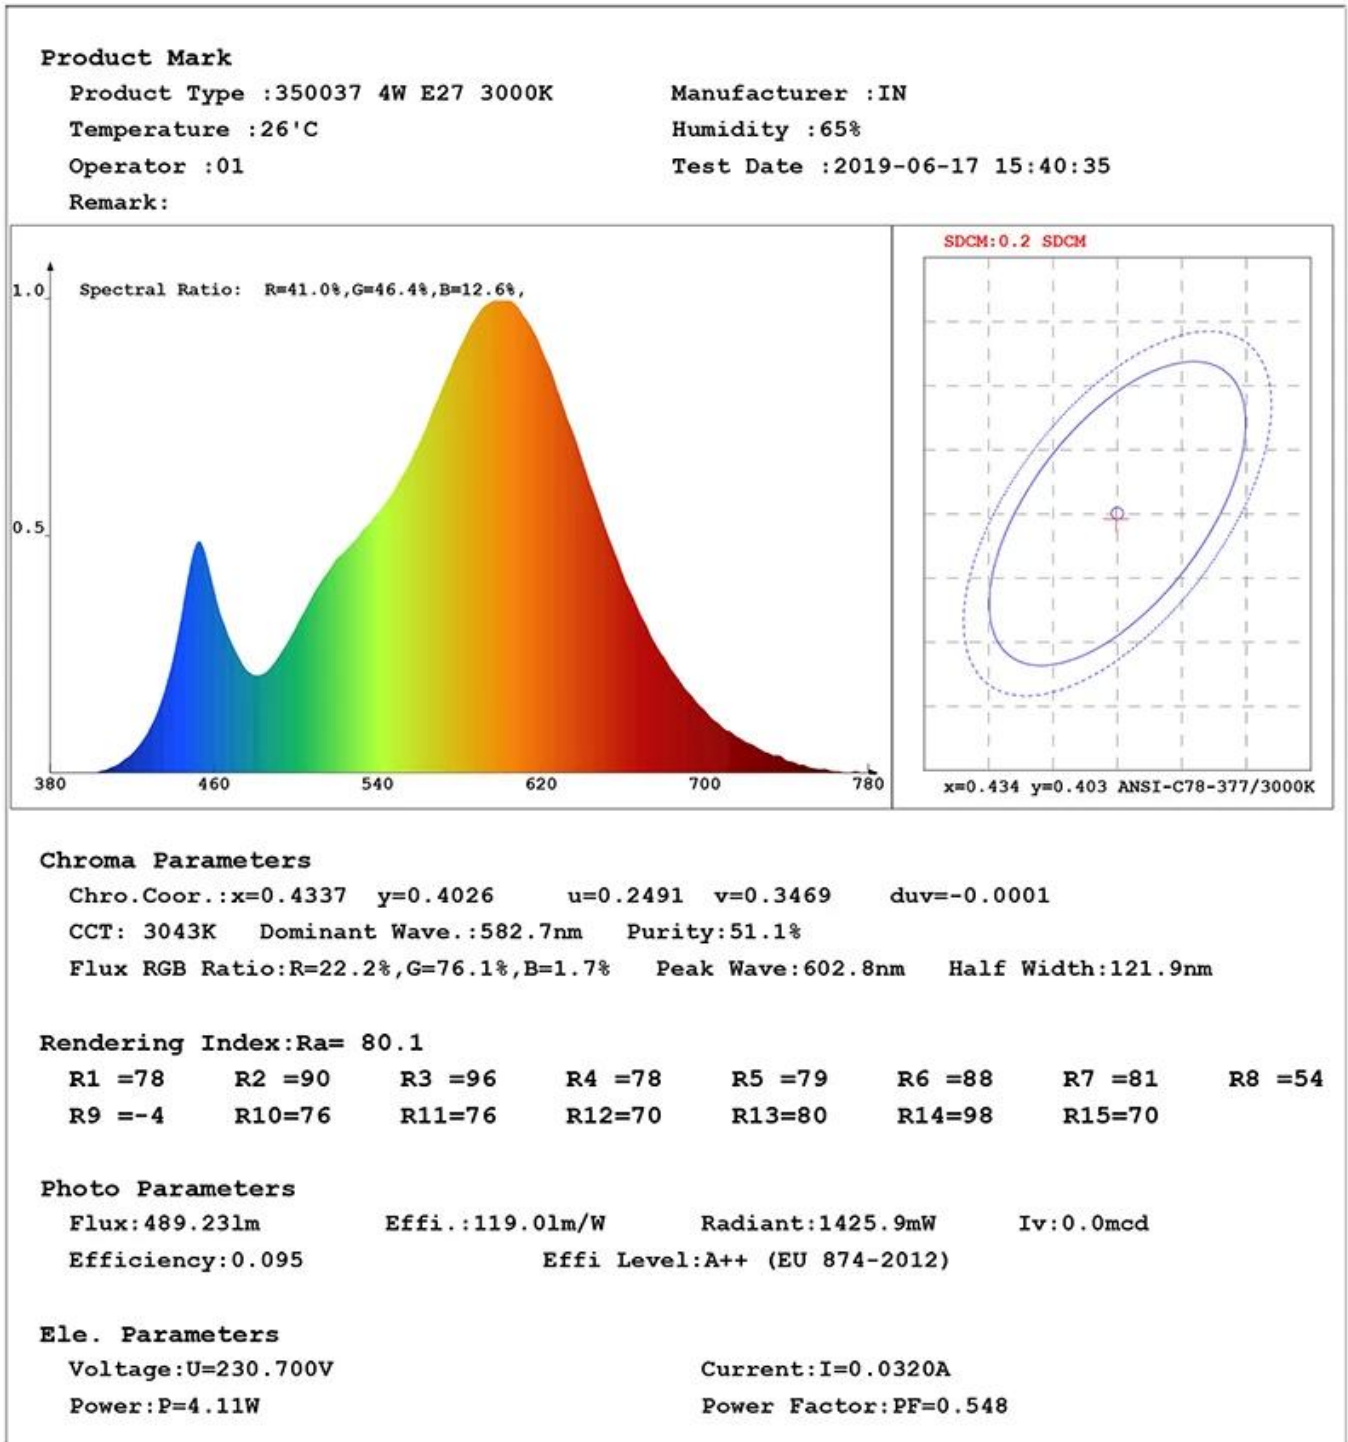 Product Mark
Product Type :350037 4W E27 3000K Manufacturer :IN
Temperature :26'C Humidity :65%
Operator :01 Test Date :2019-06-17 15:40:35
Remark:
SDCM:0.2 SDCM
1.0 Spectral Ratio: R=41.0%,G=46.4%,B=12.6%,
0.5
380 460 540 620 700 780
x=0.434 y=0.403 ANSI-C78-377/3000K
Chroma Parameters
Chro.Coor.:x=0.4337 y=0.4026 u=0.2491 v=0.3469 duv=-0.0001
CCT: 3043K Dominant Wave.:582.7nm Purity:51.1%
Flux RGB Ratio:R=22.2%,G=76.1%,B=1.7% Peak Wave:602.8nm Half Width:121.9nm
Rendering Index:Ra= 80.1
R1 =78 R2 =90 R3 =96 R4 =78 R5 =79 R6 =88 R7 =81 R8 =54
R9 =-4 R10=76 R11=76 R12=70 R13=80 R14=98 R15=70
Photo Parameters
Flux:489.23lm Effi.:119.0lm/W Radiant:1425.9mW Iv:0.0mcd
Efficiency:0.095 Effi Level:A++ (EU 874-2012)
Ele. Parameters
Voltage:U=230.700V Current:I=0.0320A
Power:P=4.11W Power Factor:PF=0.548